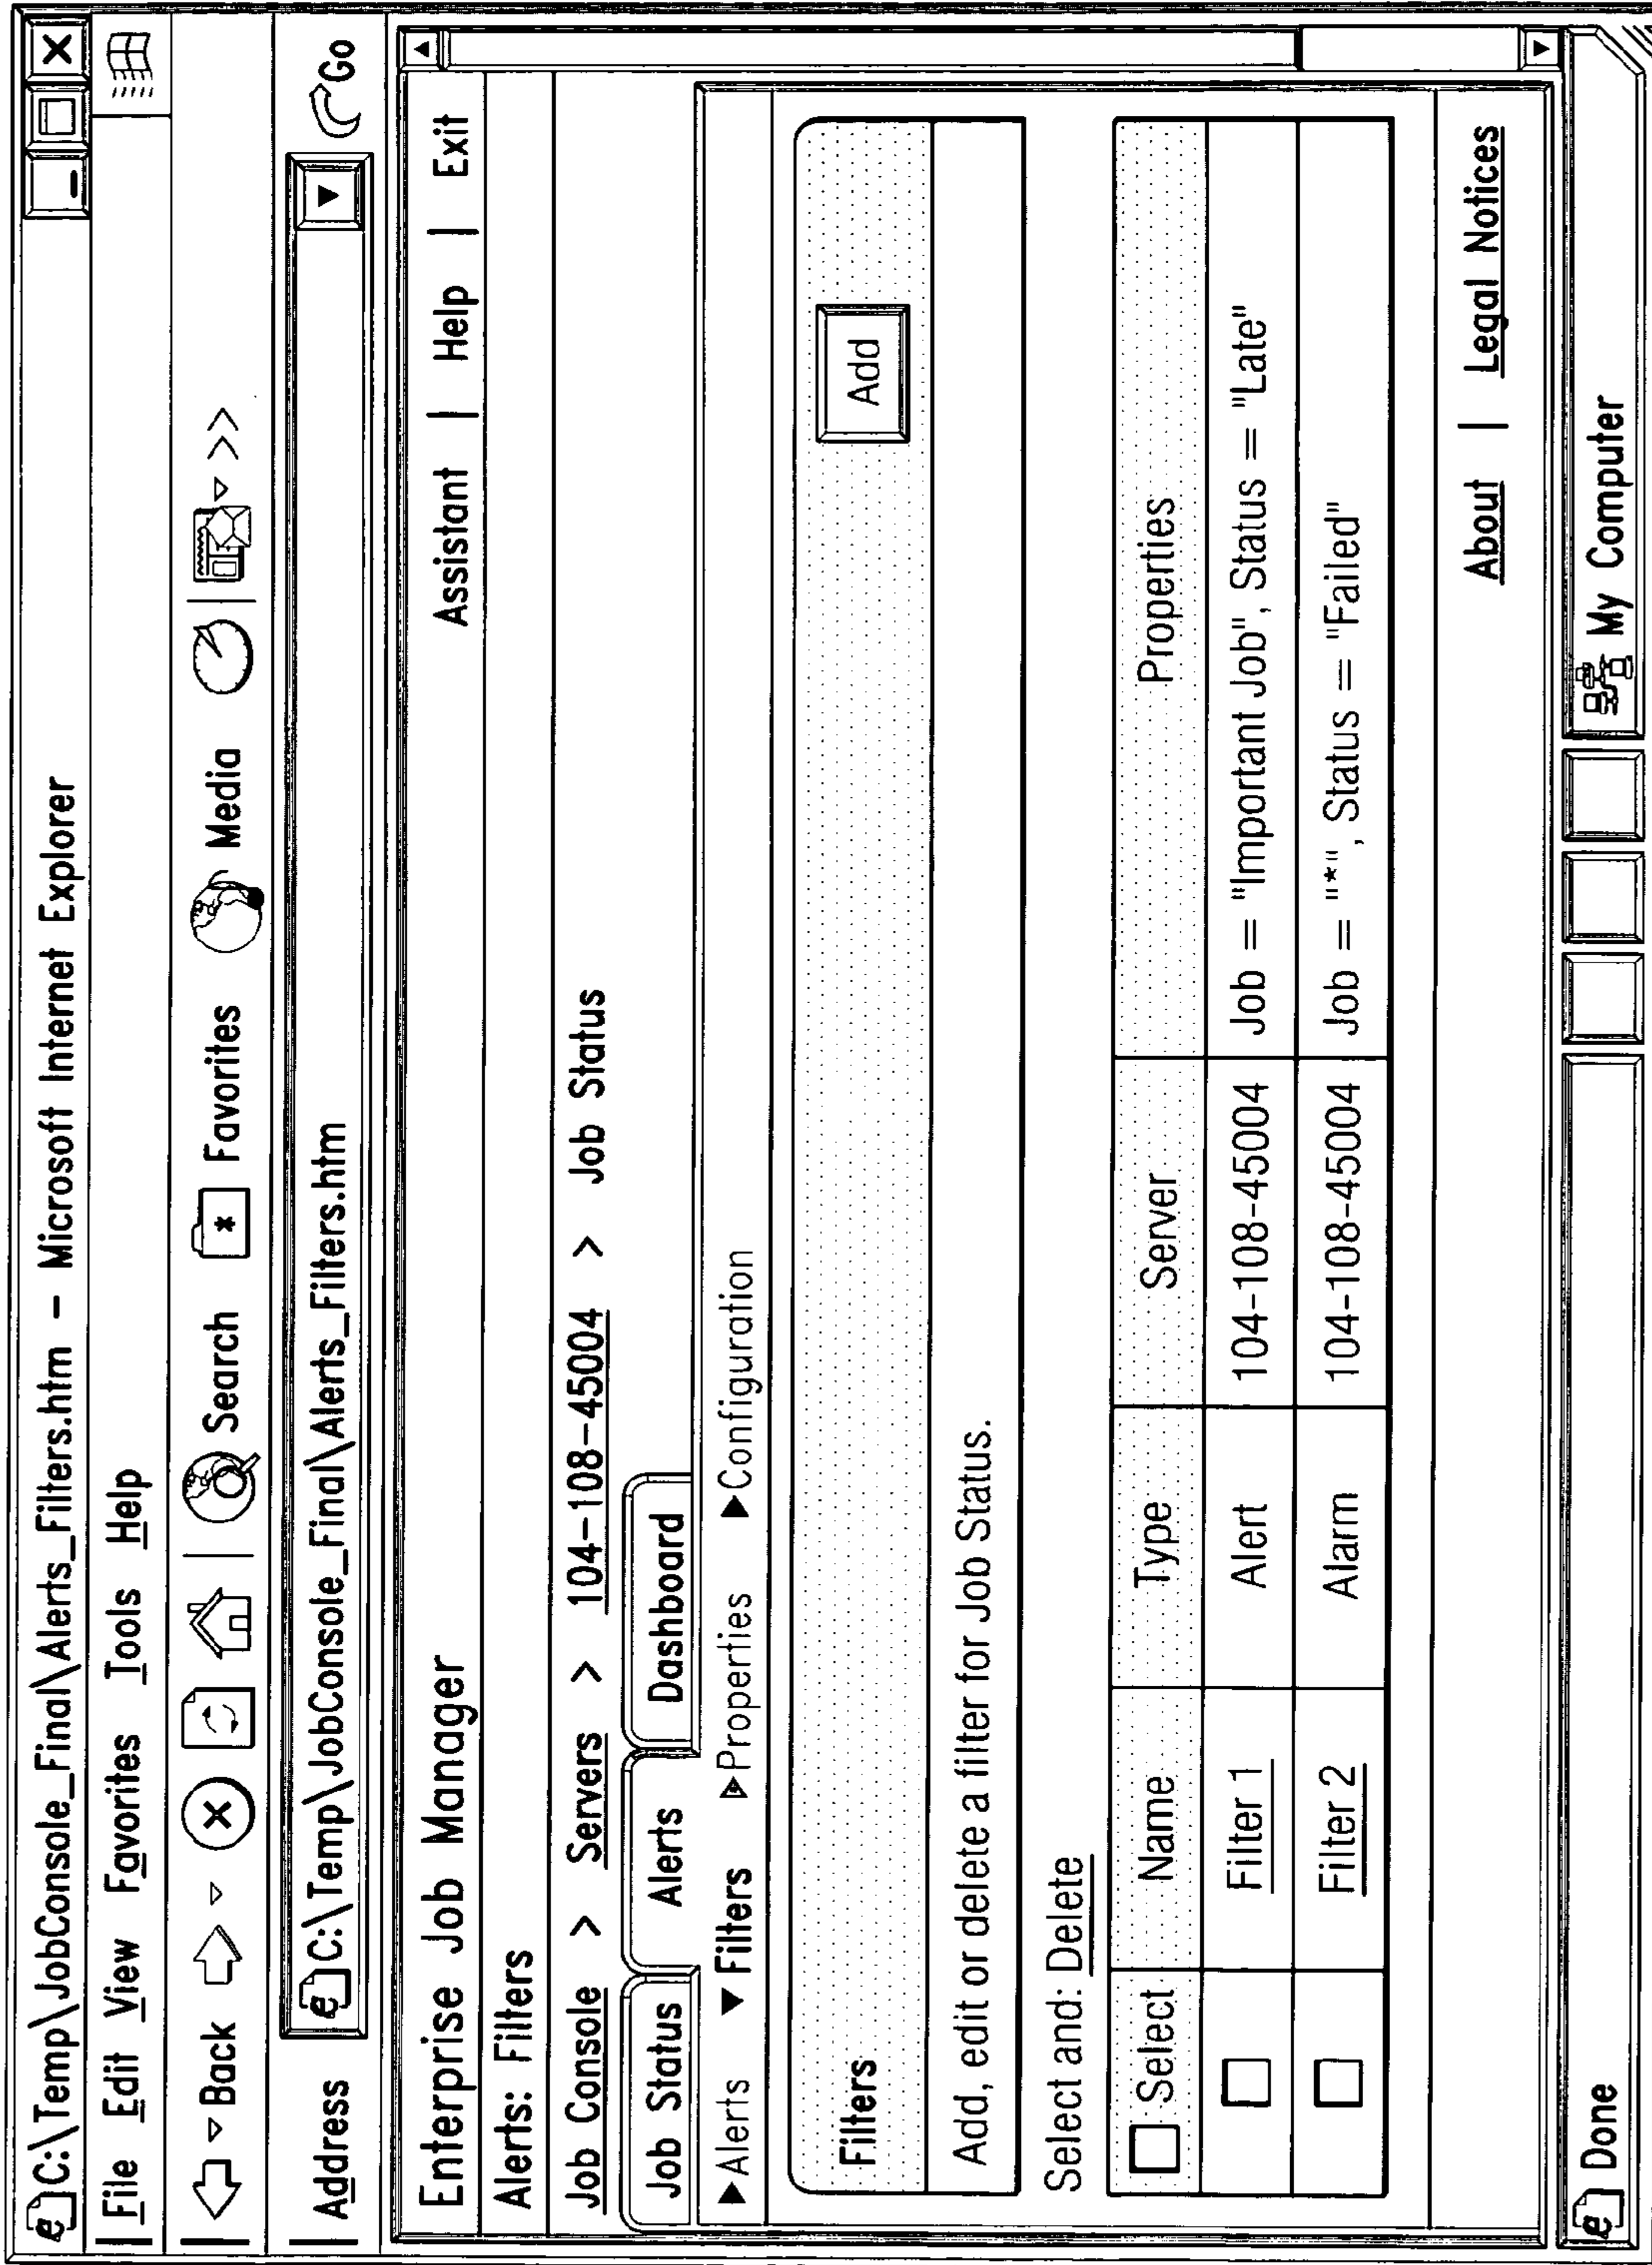 C:\Temp\JobConsole_Final\Alerts_Filters.htm – Microsoft Internet Explorer
File Edit View Favorites Tools Help
Back Search Favorites Media >>
Address C:\Temp\JobConsole_Final\Alerts_Filters.htm Go
Enterprise Job Manager Assistant | Help | Exit
Alerts: Filters
Job Console > Servers > 104-108-45004 > Job Status
Job Status Alerts Dashboard
▶Alerts ▼Filters ▶Properties ▶Configuration
Filters Add
Add, edit or delete a filter for Job Status.
Select and: Delete
Select Name Type Server Properties
Filter 1 Alert 104-108-45004 Job = "Important Job", Status = "Late"
Filter 2 Alarm 104-108-45004 Job = "*", Status = "Failed"
About | Legal Notices
Done My Computer